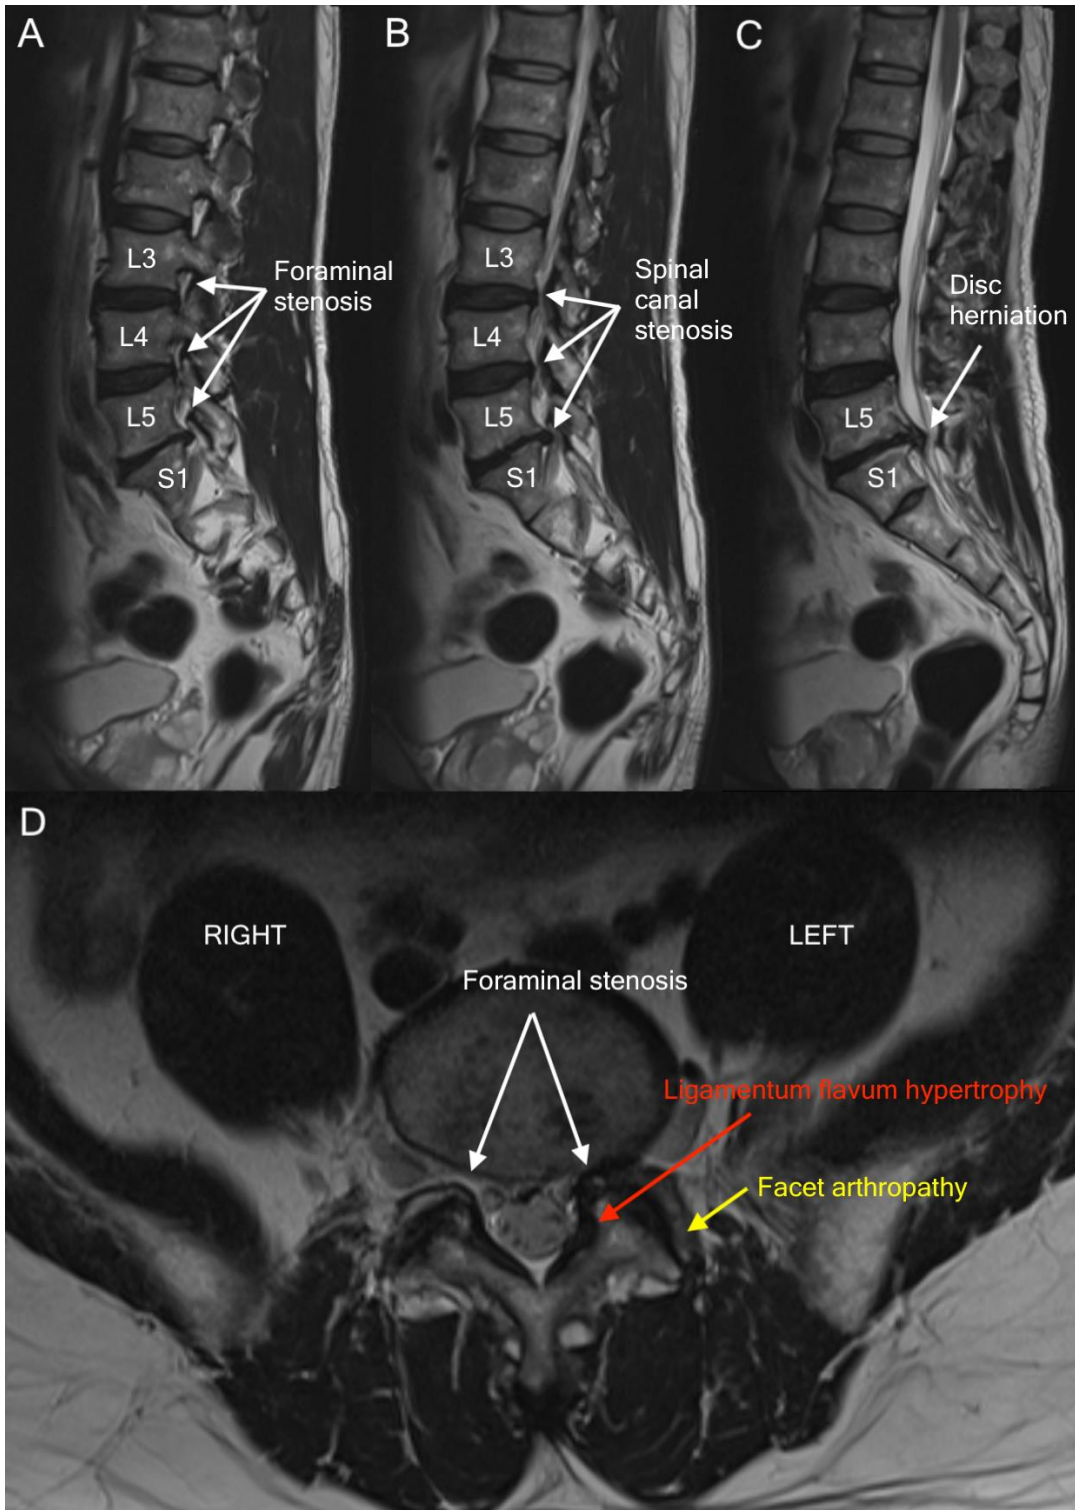 A
B
C
L3
L4
L5
S1
Foraminal
stenosis
L3
L4
L5
S1
Spinal
canal
stenosis
L5
S1
Disc
herniation
D
RIGHT
LEFT
Foraminal stenosis
Ligamentum flavum hypertrophy
Facet arthropathy